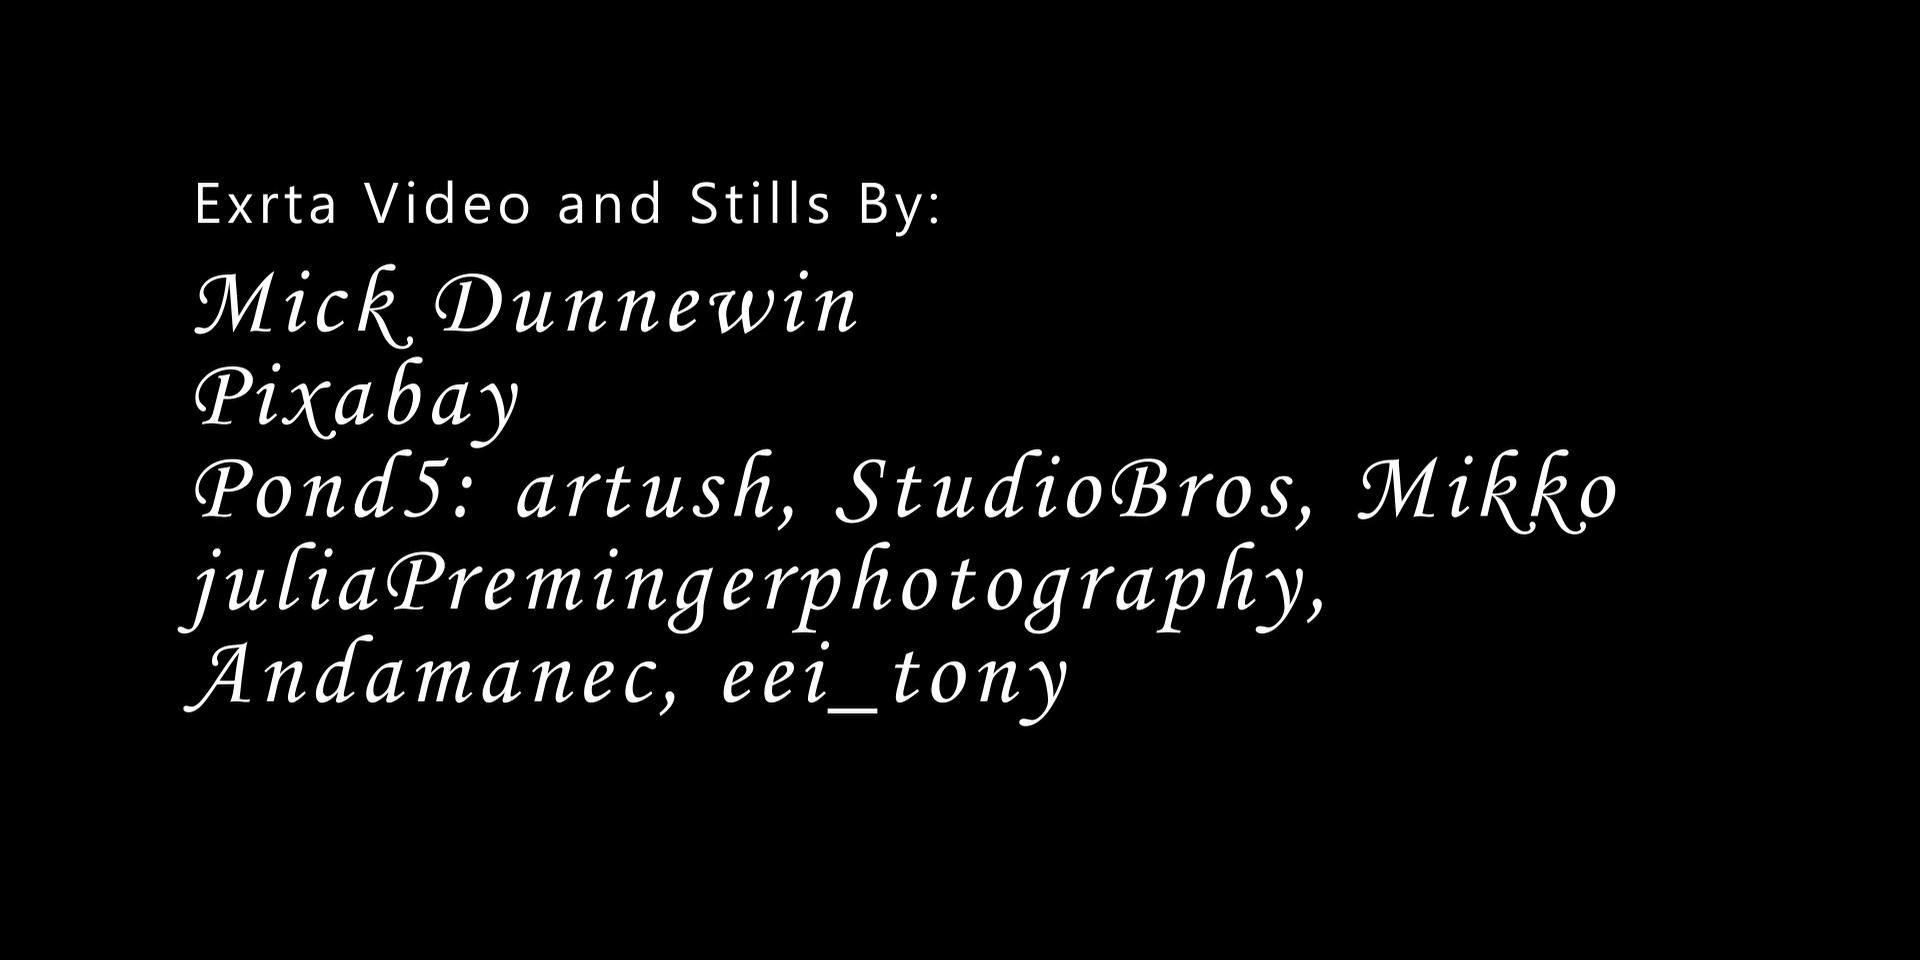 Exrta Video and Stills By:
Mick Dunnewin
Pixabay
Pond5: artush, StudioBros, Mikko
juliaPremingerphotography,
Andamanec, eei_tony